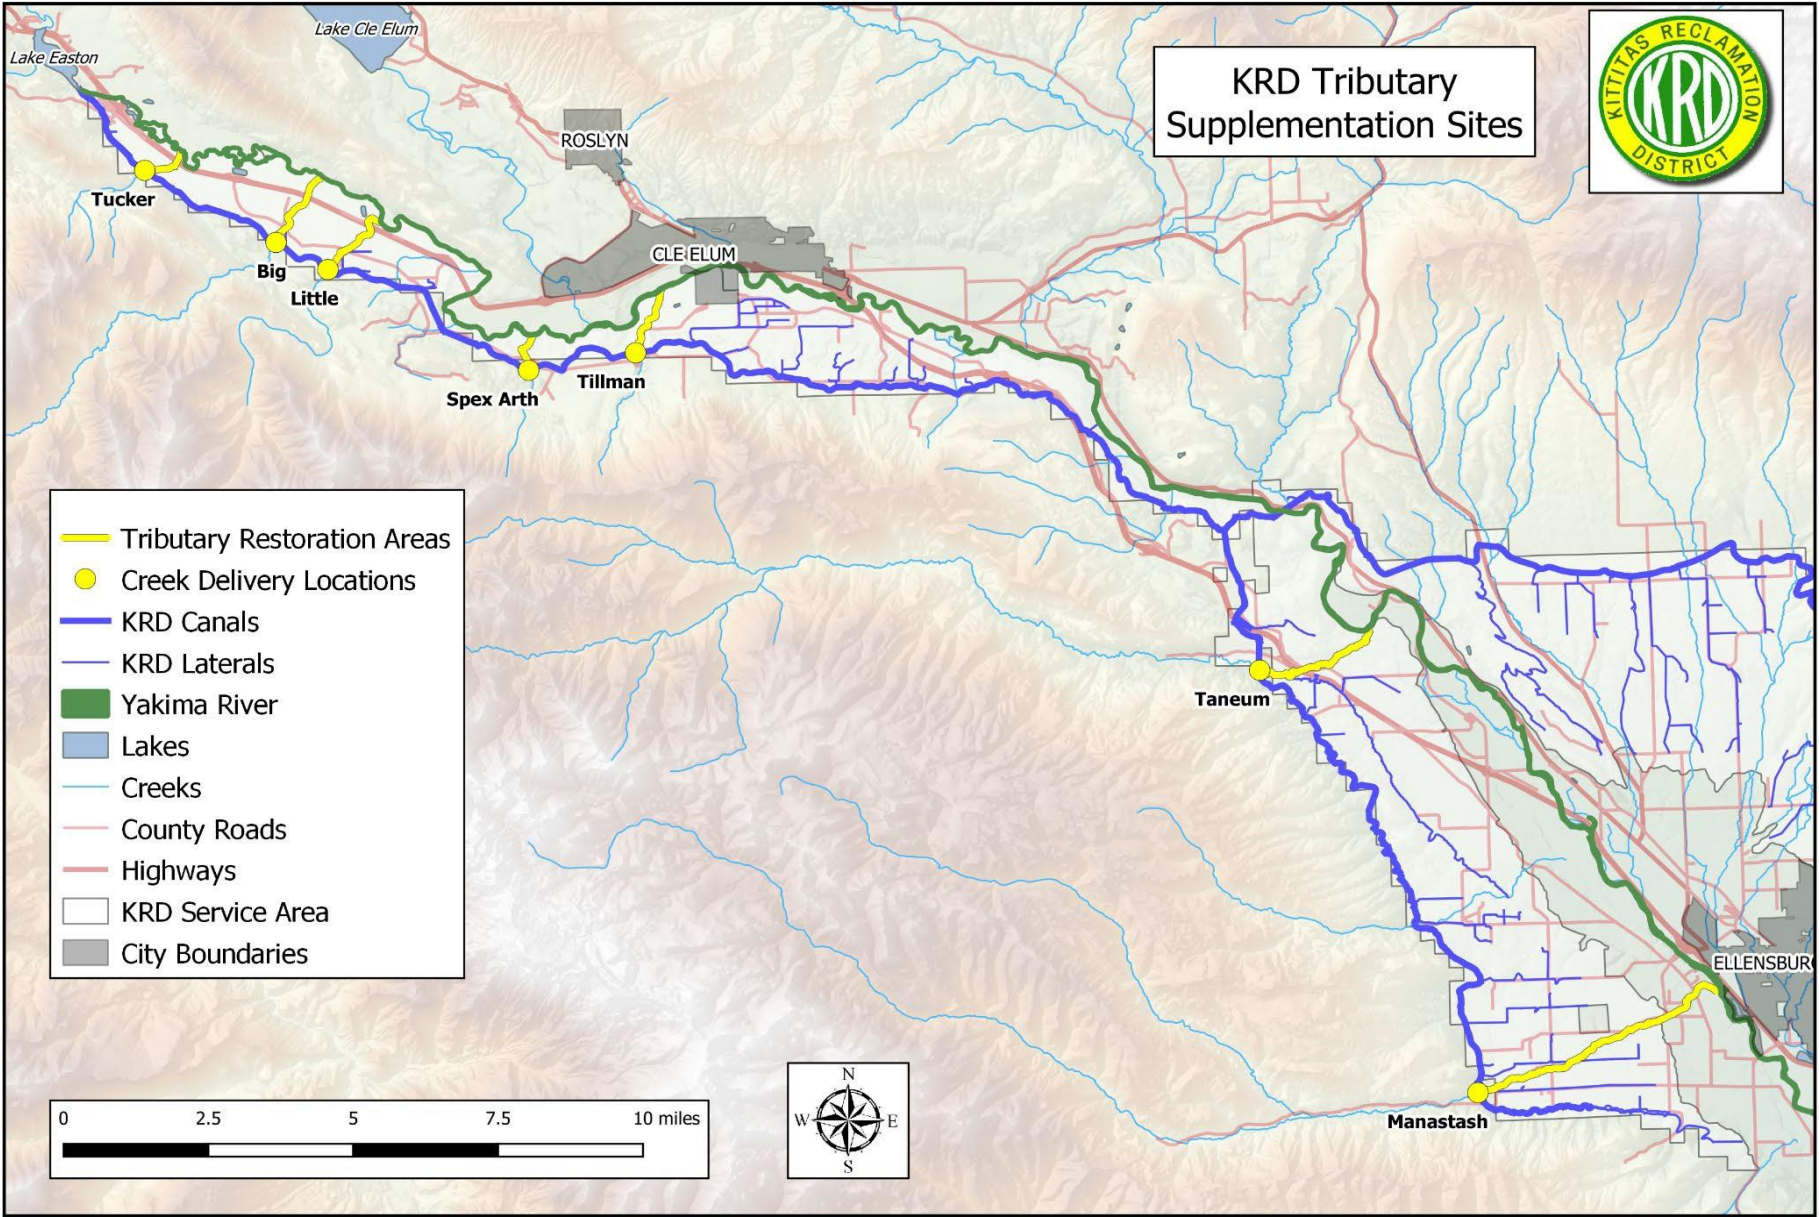 Lake Easton
Lake Cle Elum
KRD Tributary
Supplementation Sites
KITTITAS RECLAMATION
KRD
DISTRICT
ROSLYN
Tucker
CLE ELUM
Big
Little
Spex Arth
Tillman
Tributary Restoration Areas
Creek Delivery Locations
KRD Canals
KRD Laterals
Yakima River
Lakes
Creeks
County Roads
Highways
KRD Service Area
City Boundaries
Taneum
ELLENSBURG
Manastash
0 2.5 5 7.5 10 miles
N
W E
S